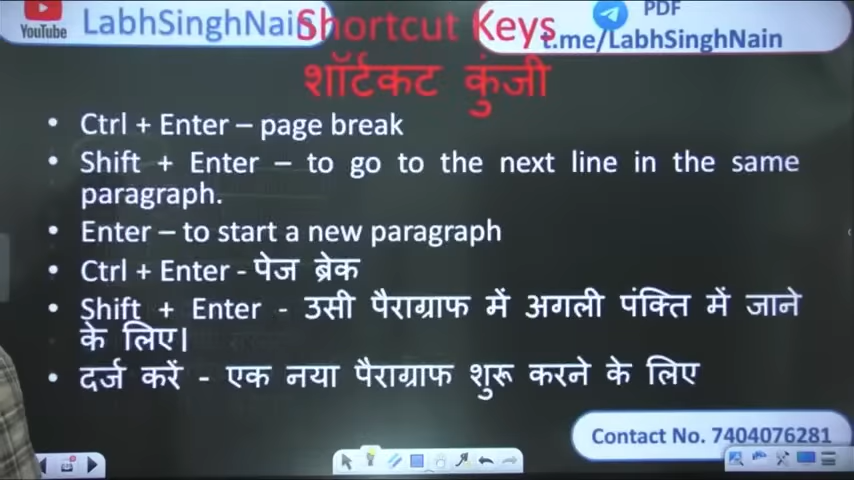 YouTube
LabhSinghNain
Shortcut Keys
PDF
t.me/LabhSinghNain
शॉर्टकट कुंजी
• Ctrl + Enter – page break
• Shift + Enter – to go to the next line in the same
paragraph.
• Enter – to start a new paragraph
• Ctrl + Enter - पेज ब्रेक
• Shift + Enter - उसी पैराग्राफ में अगली पंक्ति में जाने
के लिए।
• दर्ज करें - एक नया पैराग्राफ शुरू करने के लिए
Contact No. 7404076281